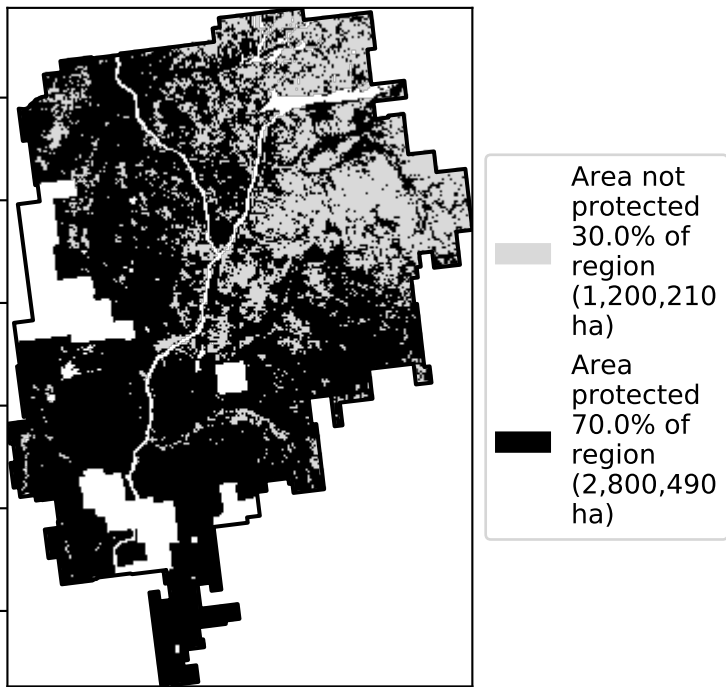 Area not
protected
30.0% of
region
(1,200,210
ha)
Area
protected
70.0% of
region
(2,800,490
ha)